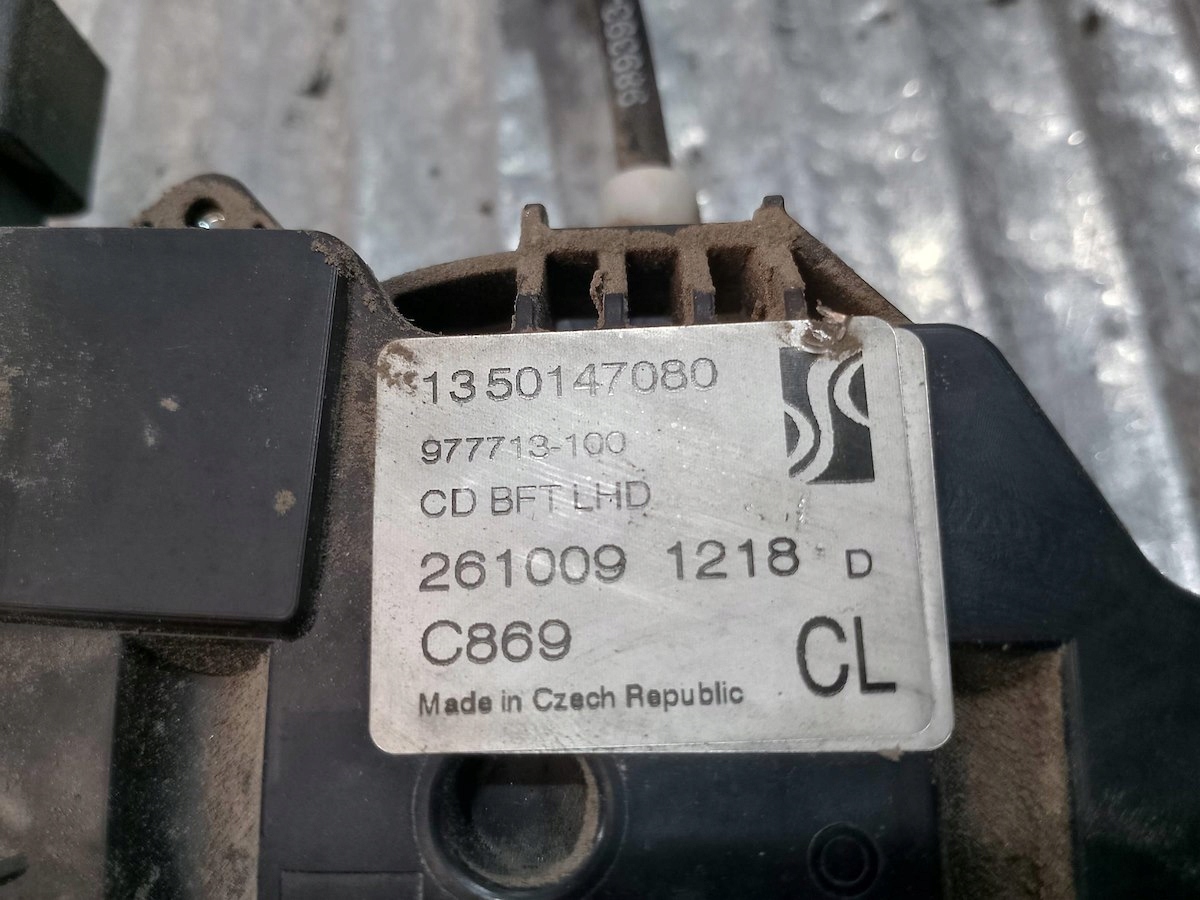 1350147080
977713-100
CD BFT LHD
261009 1218 D
C869
CL
Made in Czech Republic